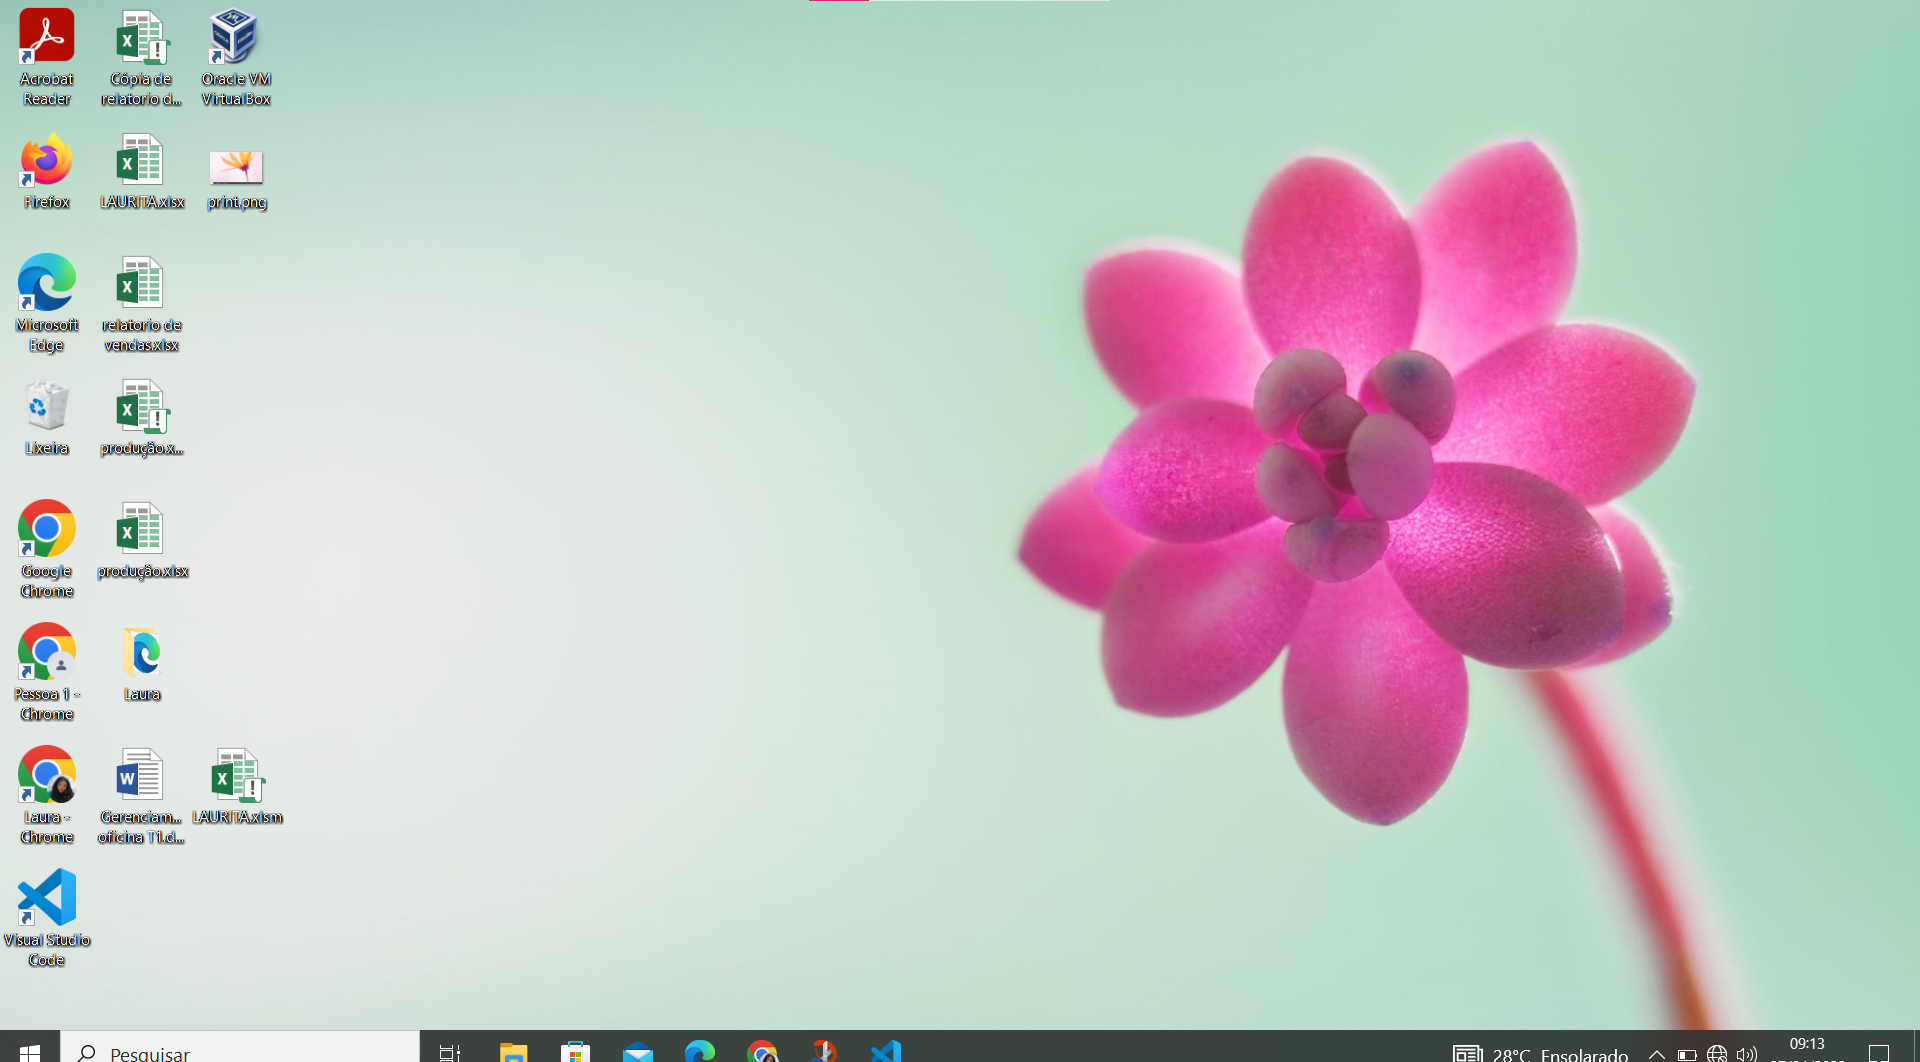 Acrobat
Reader
Cópia de
relatorio d...
Oracle VM
VirtualBox
Firefox
LAURITA.xlsx
print.png
Microsoft
Edge
relatorio de
vendas.xlsx
Lixeira
produção.x...
Google
Chrome
produção.xlsx
Pessoa 1 -
Chrome
Laura
Laura -
Chrome
Gerenciam...
oficina T1.d...
LAURITA.xlsm
Visual Studio
Code
Pesquisar
28°C Ensolarado
09:13